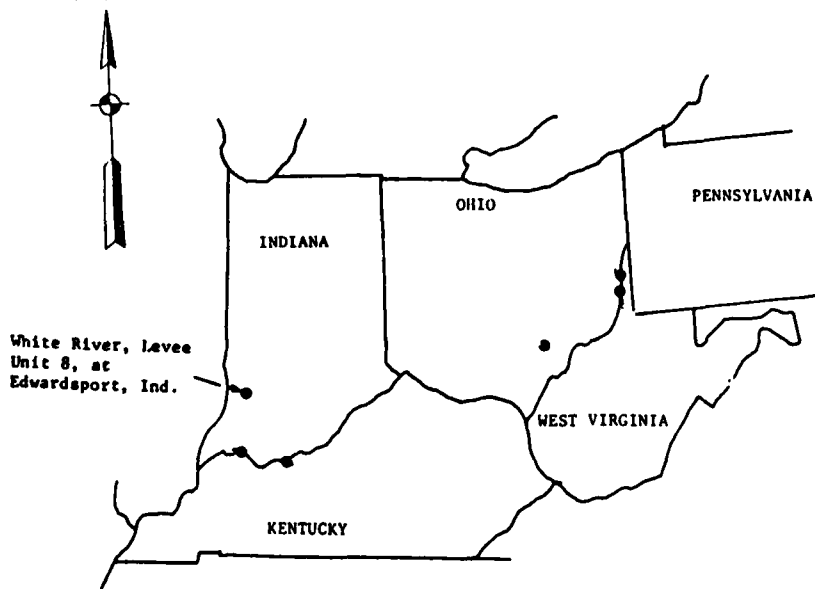 OHIO
PENNSYLVANIA
INDIANA
White River, Levee
Unit 8, at
Edwardsport, Ind.
WEST VIRGINIA
KENTUCKY